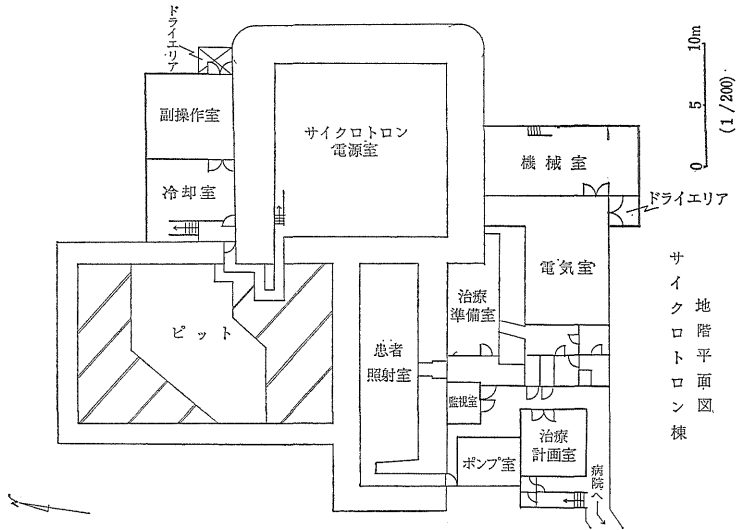 ドライエリア
副操作室
冷却室
サイクロトロン
電源室
機械室
ドライエリア
電気室
治療
準備室
患者
照射室
ピット
監視室
ポンプ室
治療
計画室
病院へ
10m
5
0
(1/200)
サイクロトロン棟
地階平面図
N